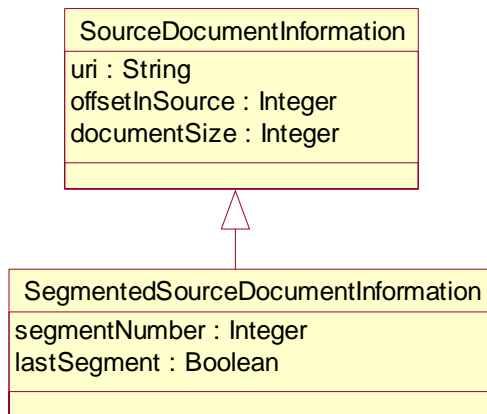 SourceDocumentInformation
uri : String
offsetInSource : Integer
documentSize : Integer
SegmentedSourceDocumentInformation
segmentNumber : Integer
lastSegment : Boolean